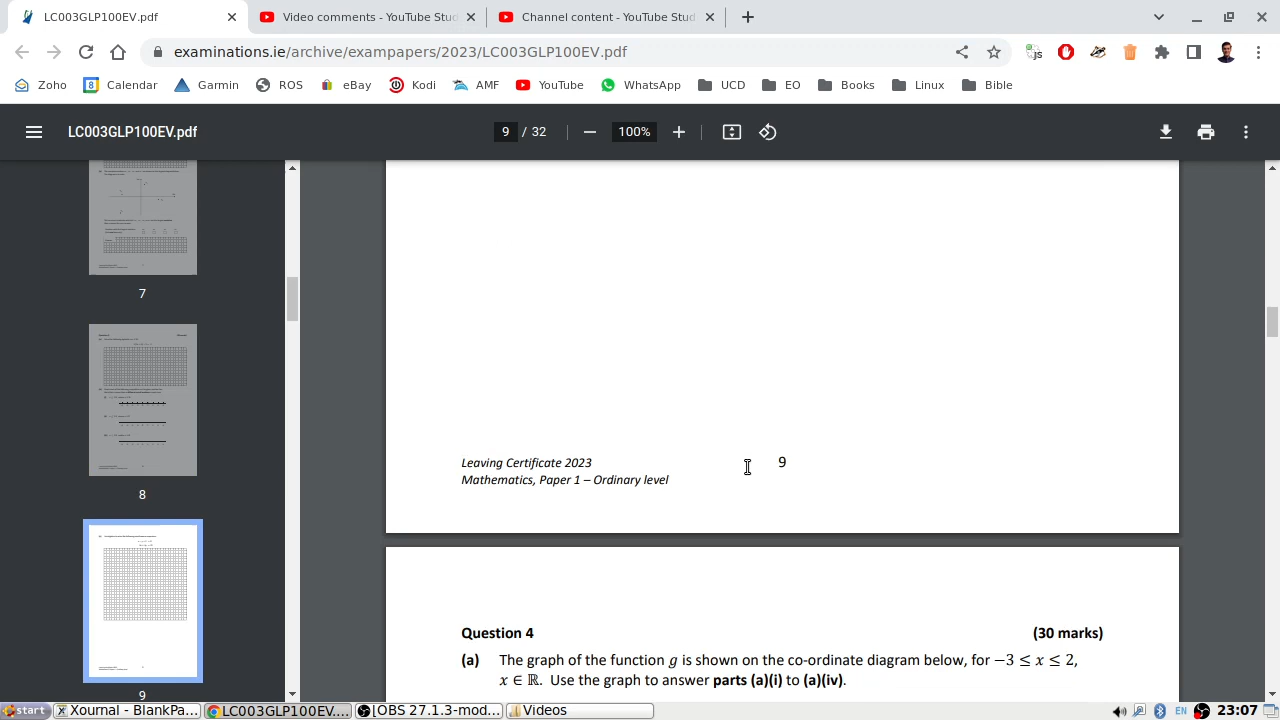 LC003GLP100EV.pdf
Video comments - YouTube Stu
Channel content - YouTube Stud
examinations.ie/archive/exampapers/2023/LC003GLP100EV.pdf
Zoho
Calendar
Garmin
ROS
eBay
Kodi
AMF
YouTube
WhatsApp
UCD
EO
Books
Linux
Bible
LC003GLP100EV.pdf
9 / 32
100%
7
8
9
Leaving Certificate 2023
Mathematics, Paper 1 – Ordinary level
9
Question 4
(30 marks)
(a) The graph of the function g is shown on the coordinate diagram below, for −3 ≤ x ≤ 2,
x ∈ ℝ. Use the graph to answer parts (a)(i) to (a)(iv).
start
Xournal - BlankPa...
LC003GLP100EV....
[OBS 27.1.3-mod...
Videos
EN
23:07